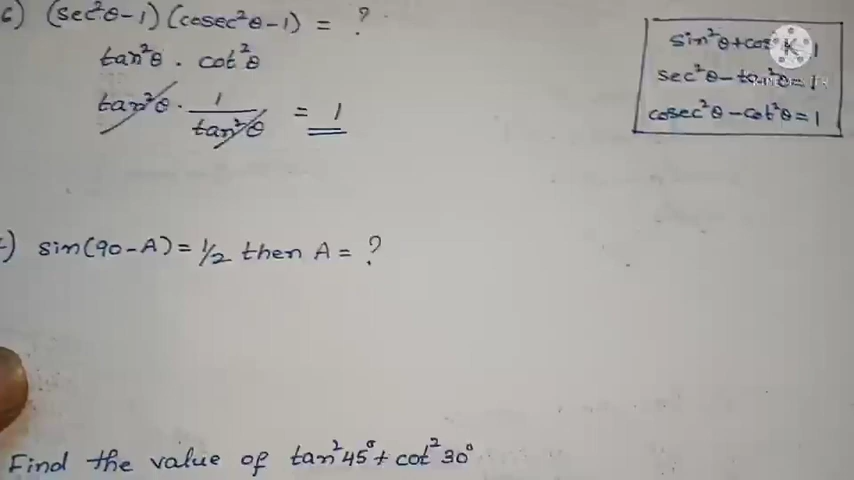 6) (sec²θ-1)(cosec²θ-1) = ?
tan²θ . cot²θ
tan²θ . 1/tan²θ = 1
sin²θ+cos 1
sec²θ-tan²θ=1
cosec²θ-cot²θ=1
) sin(90-A)=1/2 then A= ?
Find the value of tan²45°+cot²30°